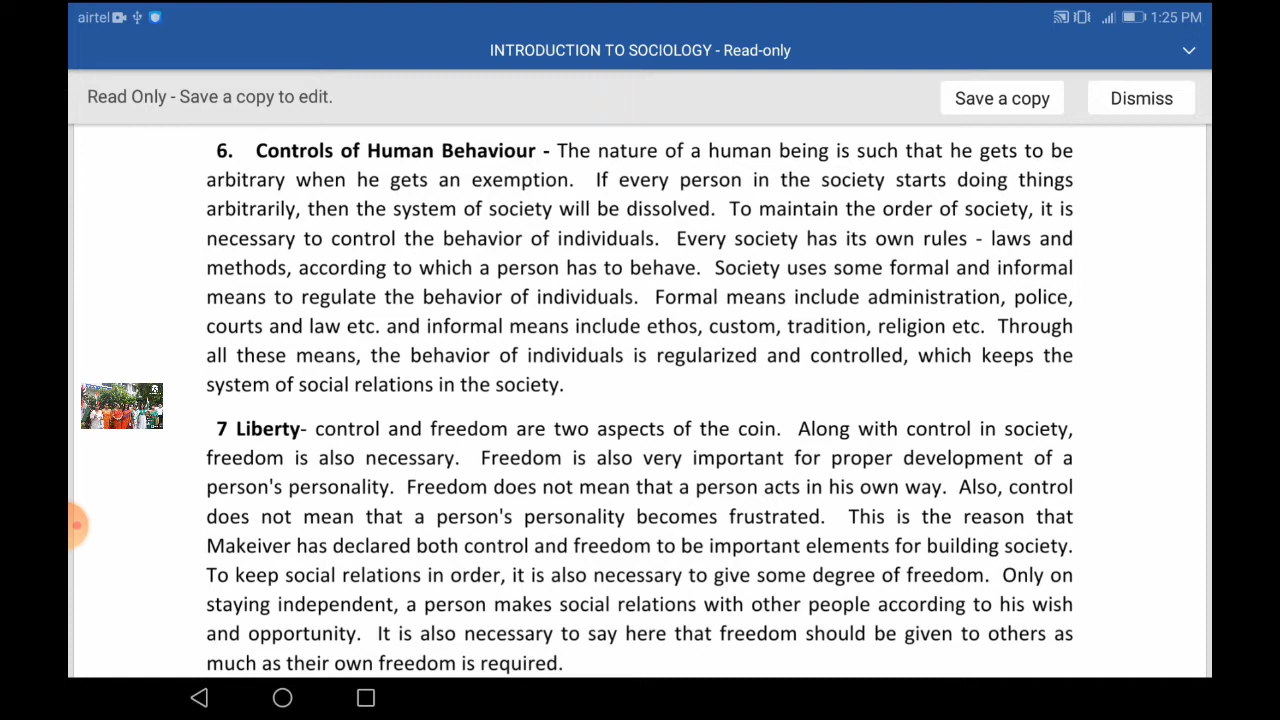 airtel 1:25 PM
INTRODUCTION TO SOCIOLOGY - Read-only
Read Only - Save a copy to edit. Save a copy Dismiss
6. Controls of Human Behaviour - The nature of a human being is such that he gets to be
arbitrary when he gets an exemption. If every person in the society starts doing things
arbitrarily, then the system of society will be dissolved. To maintain the order of society, it is
necessary to control the behavior of individuals. Every society has its own rules - laws and
methods, according to which a person has to behave. Society uses some formal and informal
means to regulate the behavior of individuals. Formal means include administration, police,
courts and law etc. and informal means include ethos, custom, tradition, religion etc. Through
all these means, the behavior of individuals is regularized and controlled, which keeps the
system of social relations in the society.
7 Liberty- control and freedom are two aspects of the coin. Along with control in society,
freedom is also necessary. Freedom is also very important for proper development of a
person's personality. Freedom does not mean that a person acts in his own way. Also, control
does not mean that a person's personality becomes frustrated. This is the reason that
Makeiver has declared both control and freedom to be important elements for building society.
To keep social relations in order, it is also necessary to give some degree of freedom. Only on
staying independent, a person makes social relations with other people according to his wish
and opportunity. It is also necessary to say here that freedom should be given to others as
much as their own freedom is required.